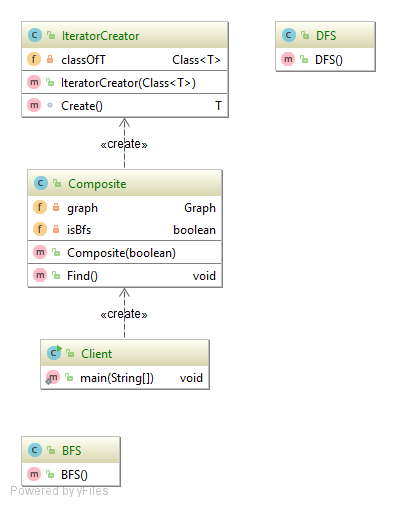 IteratorCreator
classOfT Class<T>
IteratorCreator(Class<T>)
Create() T
DFS
DFS()
«create»
Composite
graph Graph
isBfs boolean
Composite(boolean)
Find() void
«create»
Client
main(String[]) void
BFS
BFS()
Powered by yFiles